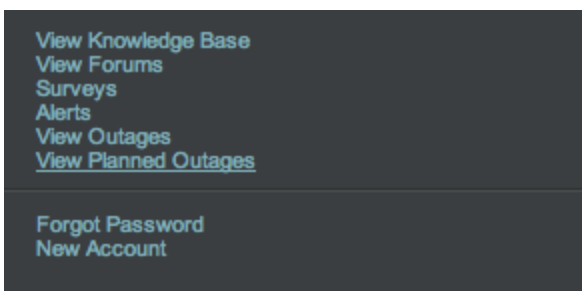 View Knowledge Base
View Forums
Surveys
Alerts
View Outages
View Planned Outages
Forgot Password
New Account